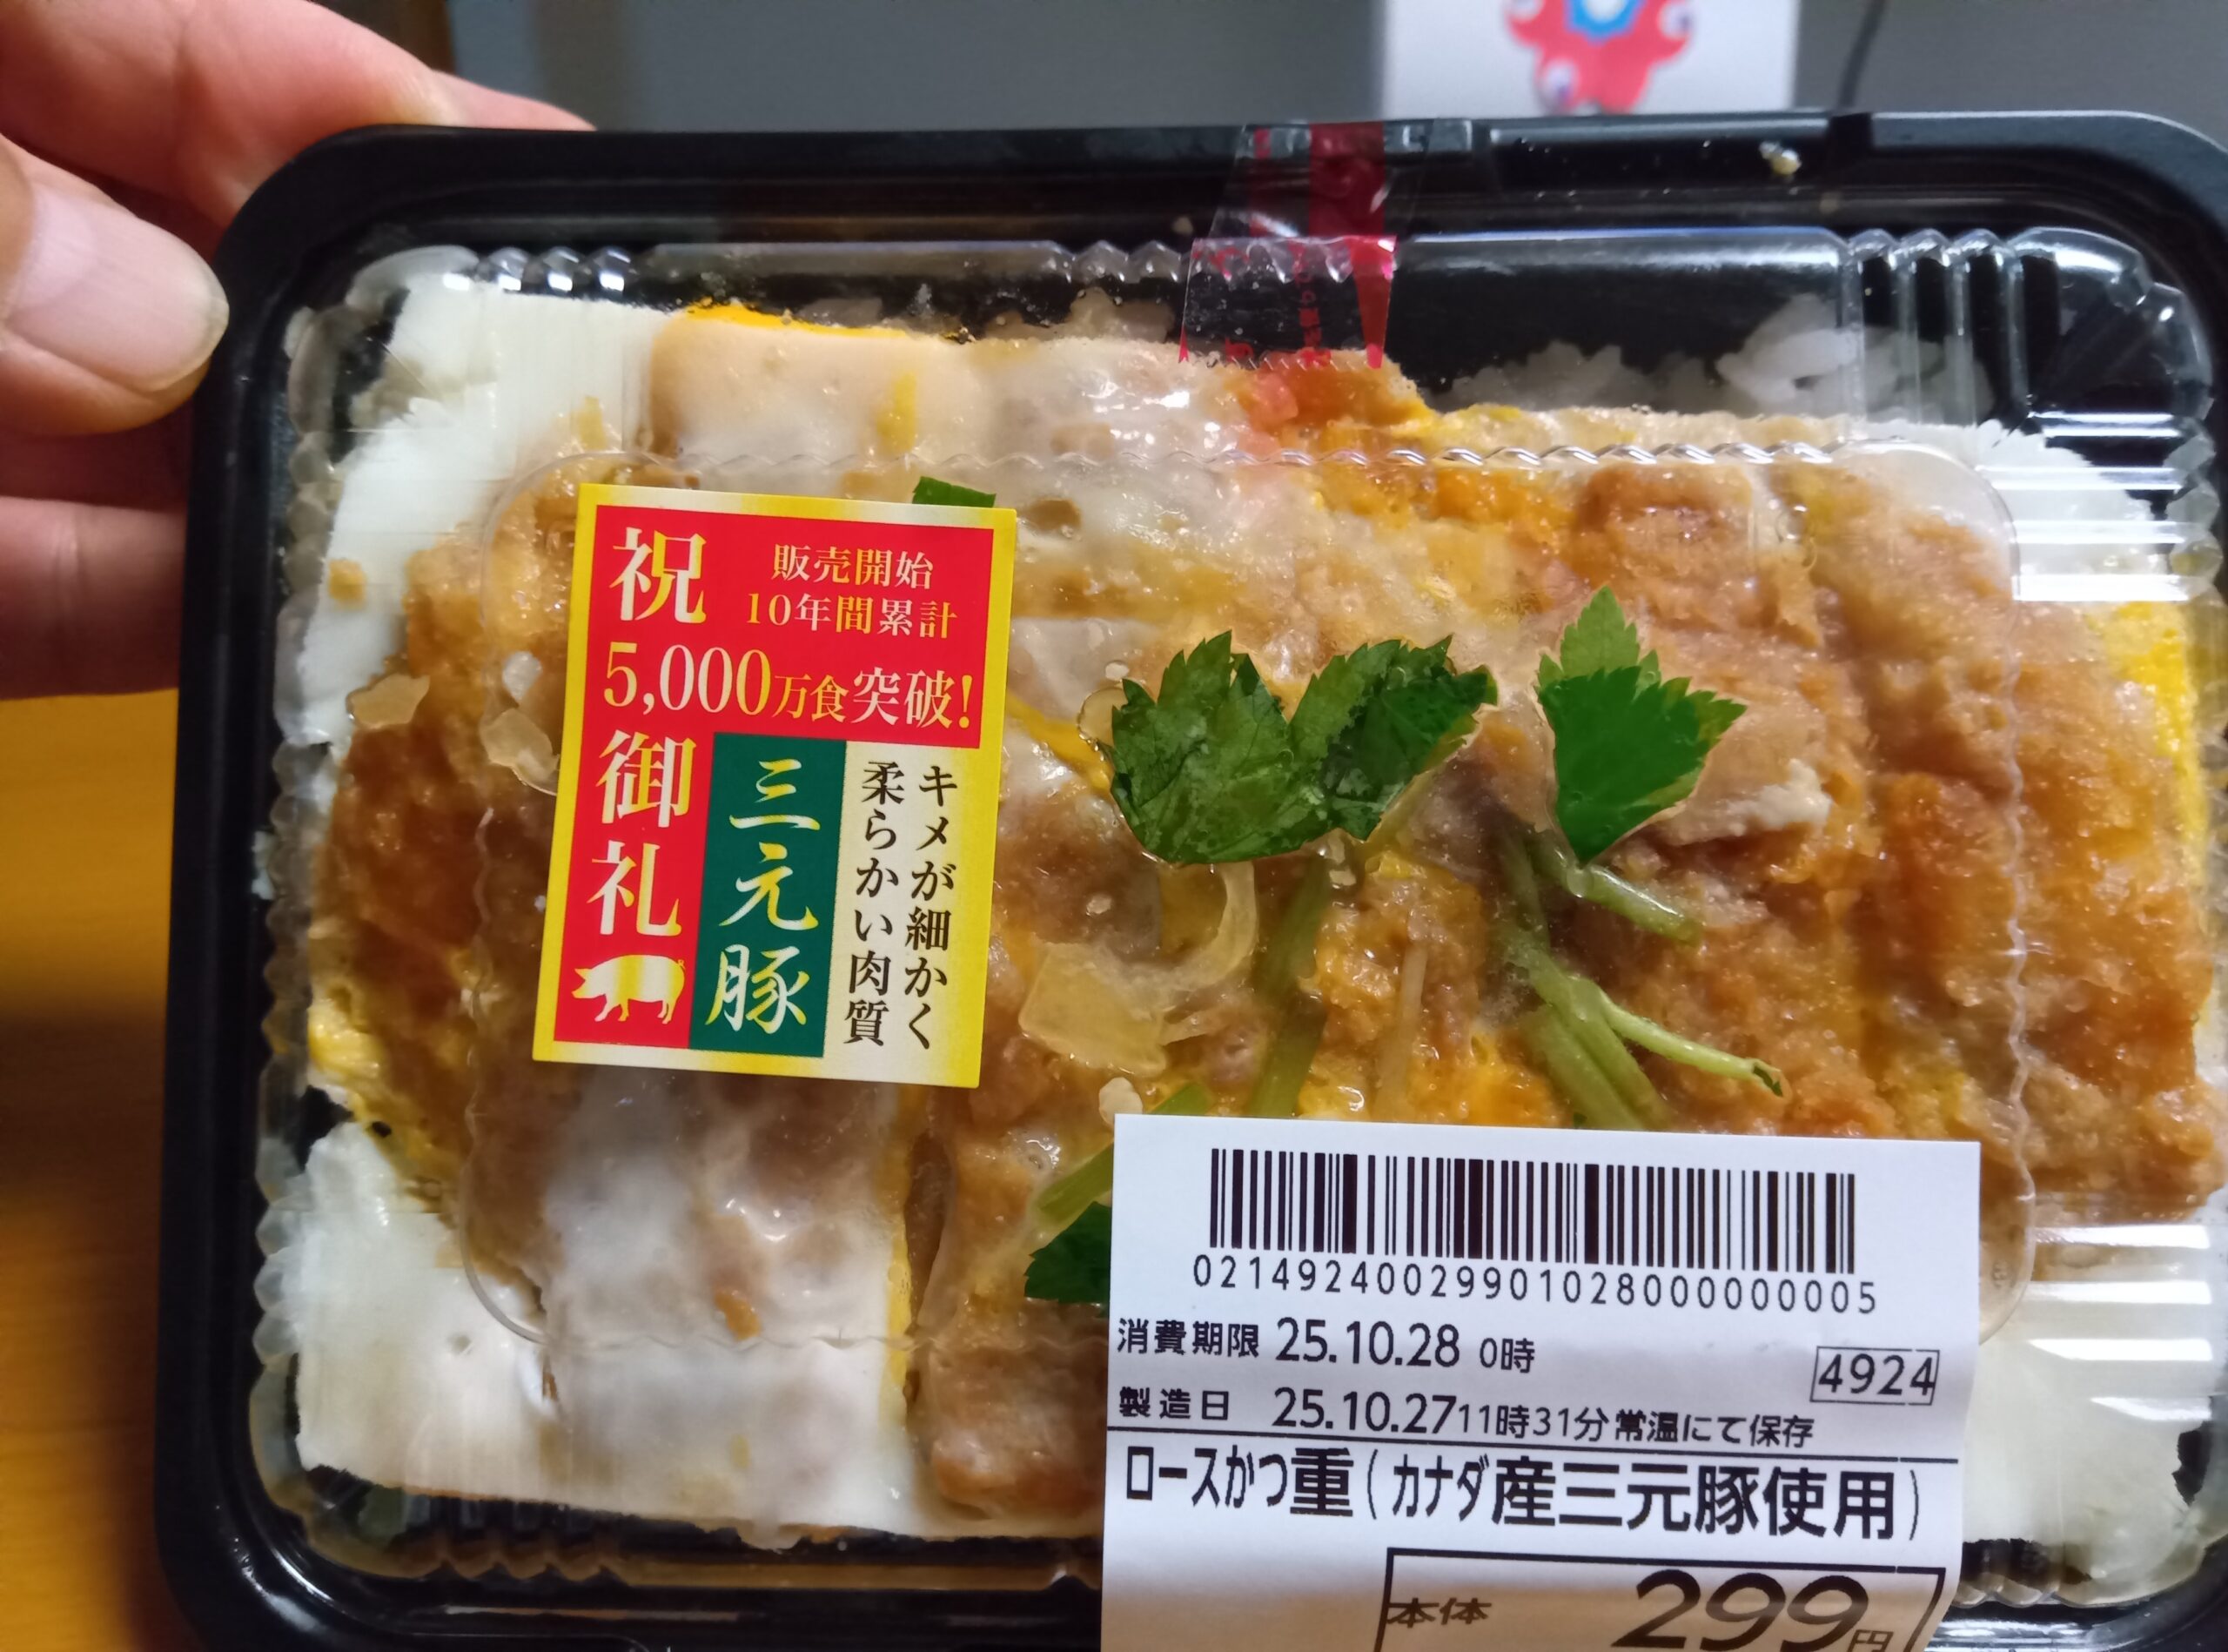 祝
販売開始
10年間累計
5,000万食突破!
御礼
三元豚
キメが細かく
柔らかい肉質
0214924002990102800000000005
消費期限 25.10.28 0時
4924
製造日 25.10.27 11時31分 常温にて保存
ロースかつ重(カナダ産三元豚使用)
本体 299円